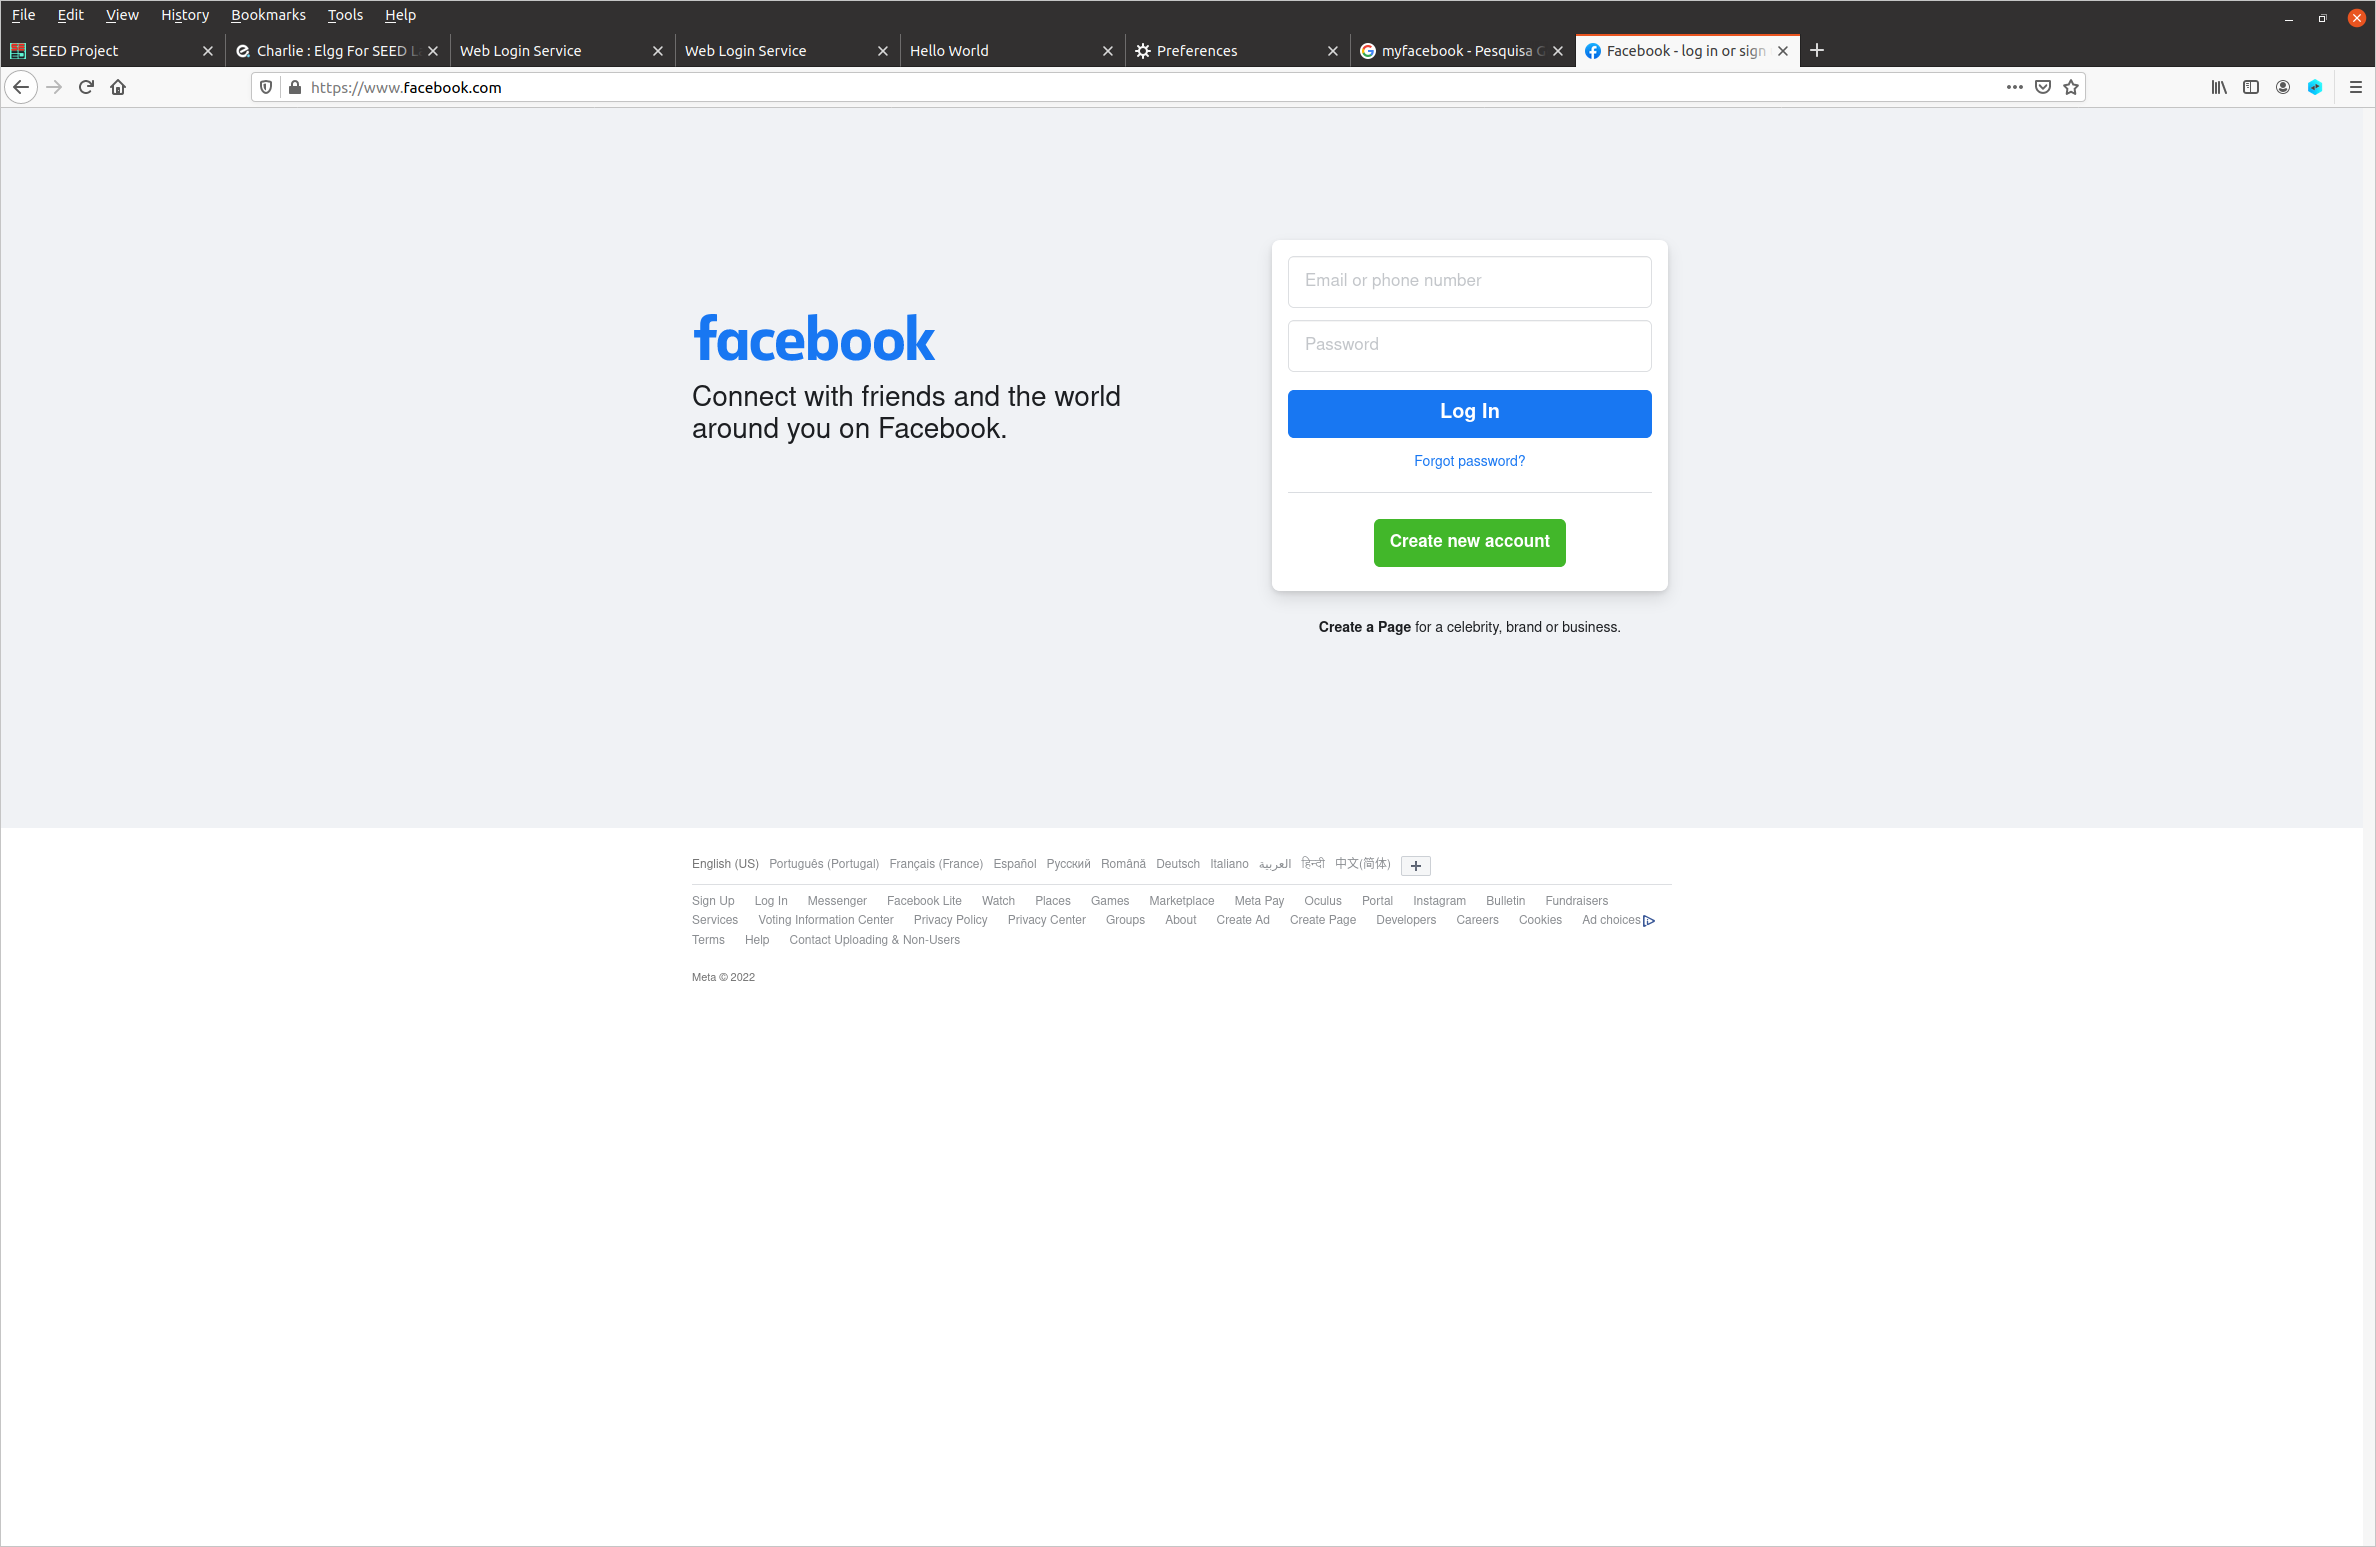 File Edit View History Bookmarks Tools Help
SEED Project Charlie : Elgg For SEED L Web Login Service Web Login Service Hello World Preferences myfacebook - Pesquisa G Facebook - log in or sign
https://www.facebook.com
Email or phone number
Password
facebook
Connect with friends and the world
around you on Facebook.
Log In
Forgot password?
Create new account
Create a Page for a celebrity, brand or business.
English (US) Português (Portugal) Français (France) Español Русский Română Deutsch Italiano العربية हिन्दी 中文(简体)
Sign Up Log In Messenger Facebook Lite Watch Places Games Marketplace Meta Pay Oculus Portal Instagram Bulletin Fundraisers
Services Voting Information Center Privacy Policy Privacy Center Groups About Create Ad Create Page Developers Careers Cookies Ad choices
Terms Help Contact Uploading & Non-Users
Meta © 2022